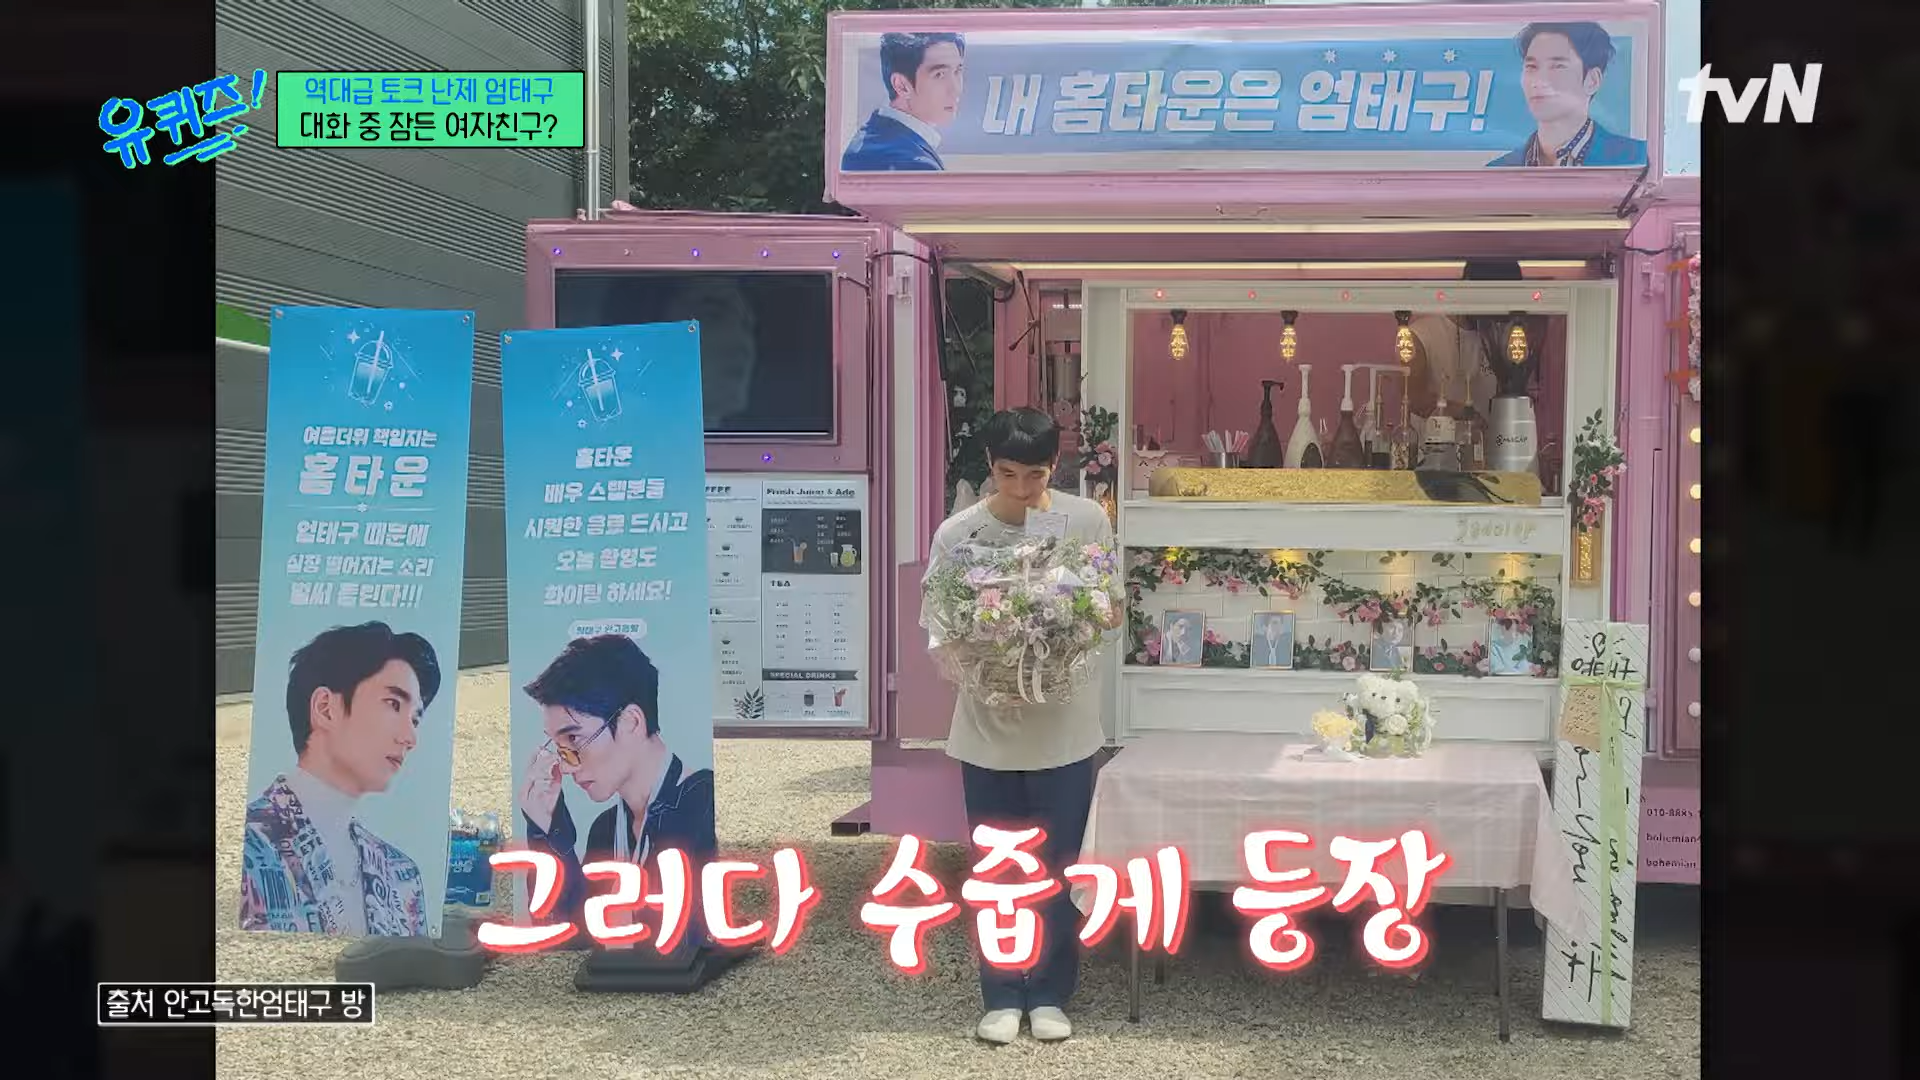 유퀴즈!
역대급 토크 난제 엄태구
대화 중 잠든 여자친구?
tvN
내 홈타운은 엄태구!
여름더위 책임지는
홈타운
엄태구 때문에
심장 떨어지는 소리
벌써 들린다!!!
홈타운
배우 스탭분들
시원한 음료 드시고
오늘 촬영도
화이팅 하세요!
Fresh Juice & Ade
TEA
SPECIAL DRINKS
010-8885
bohemian
bohemian
그러다 수줍게 등장
출처 안고독한엄태구 방